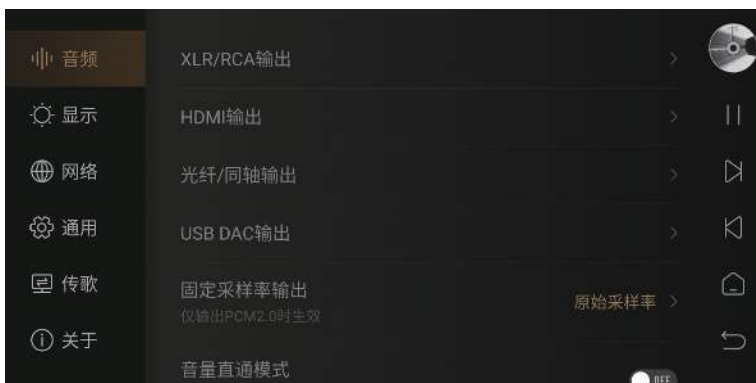 音频
显示
网络
通用
传歌
关于
XLR/RCA输出
HDMI输出
光纤/同轴输出
USB DAC输出
固定采样率输出
仅输出PCM2.0时生效
原始采样率
音量直通模式
OFF